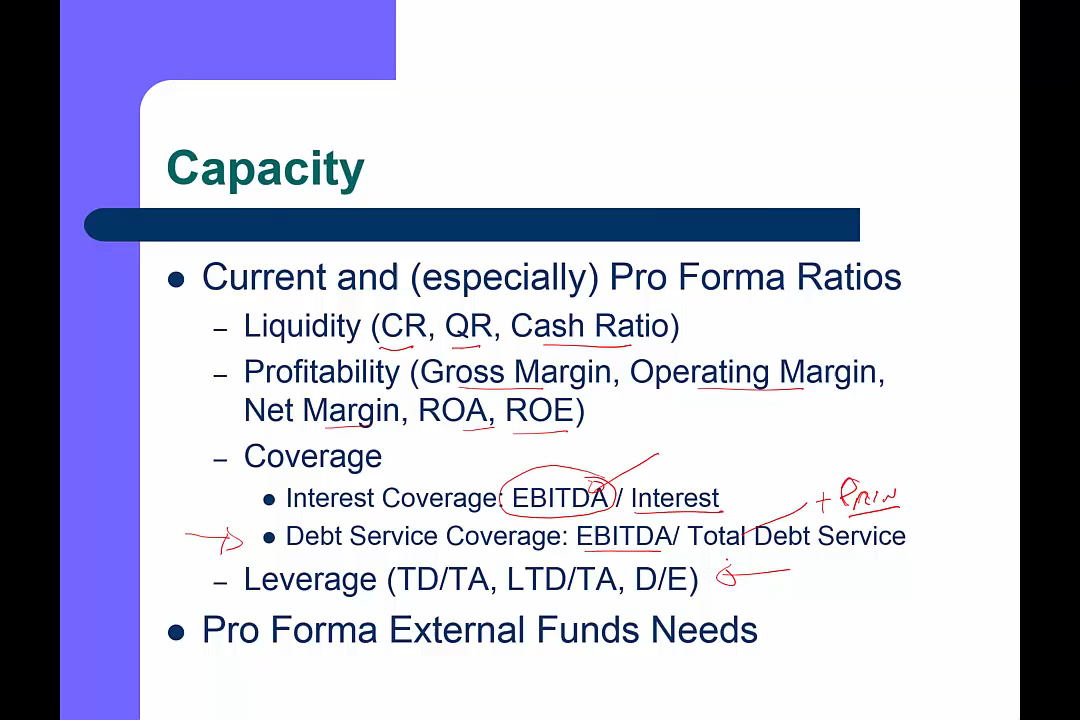 Capacity
• Current and (especially) Pro Forma Ratios
– Liquidity (CR, QR, Cash Ratio)
– Profitability (Gross Margin, Operating Margin,
Net Margin, ROA, ROE)
– Coverage
• Interest Coverage: EBITDA / Interest
+ PRIN
• Debt Service Coverage: EBITDA/ Total Debt Service
– Leverage (TD/TA, LTD/TA, D/E)
• Pro Forma External Funds Needs